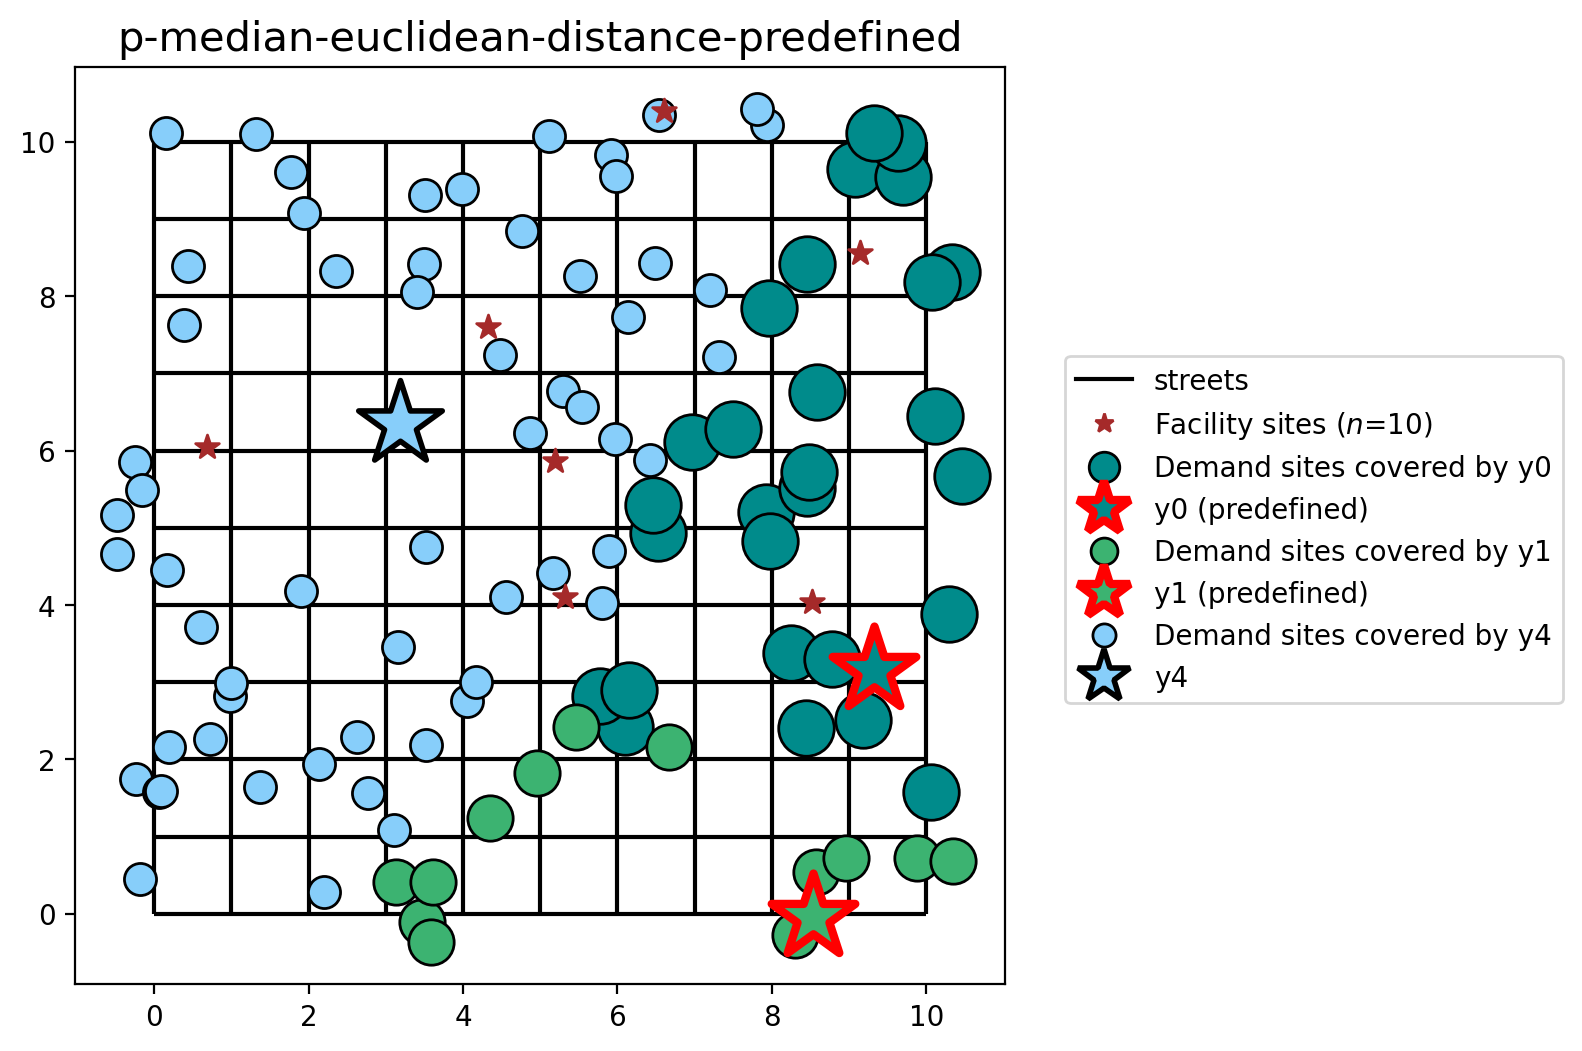 p-median-euclidean-distance-predefined
10
8
6
4
2
0
0 2 4 6 8 10
streets
Facility sites (n=10)
Demand sites covered by y0
y0 (predefined)
Demand sites covered by y1
y1 (predefined)
Demand sites covered by y4
y4